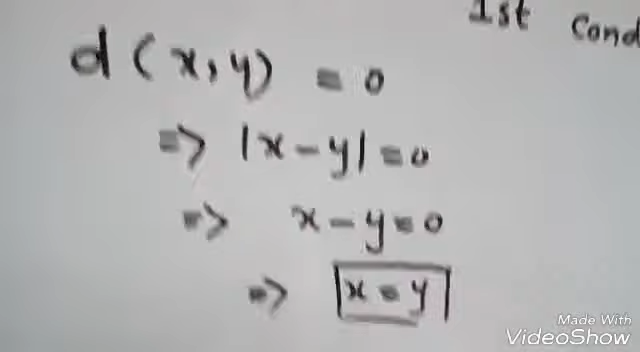 1st Cond
d(x,y) = 0
=> |x-y| = 0
=> x-y=0
=> x = y
Made With
VideoShow